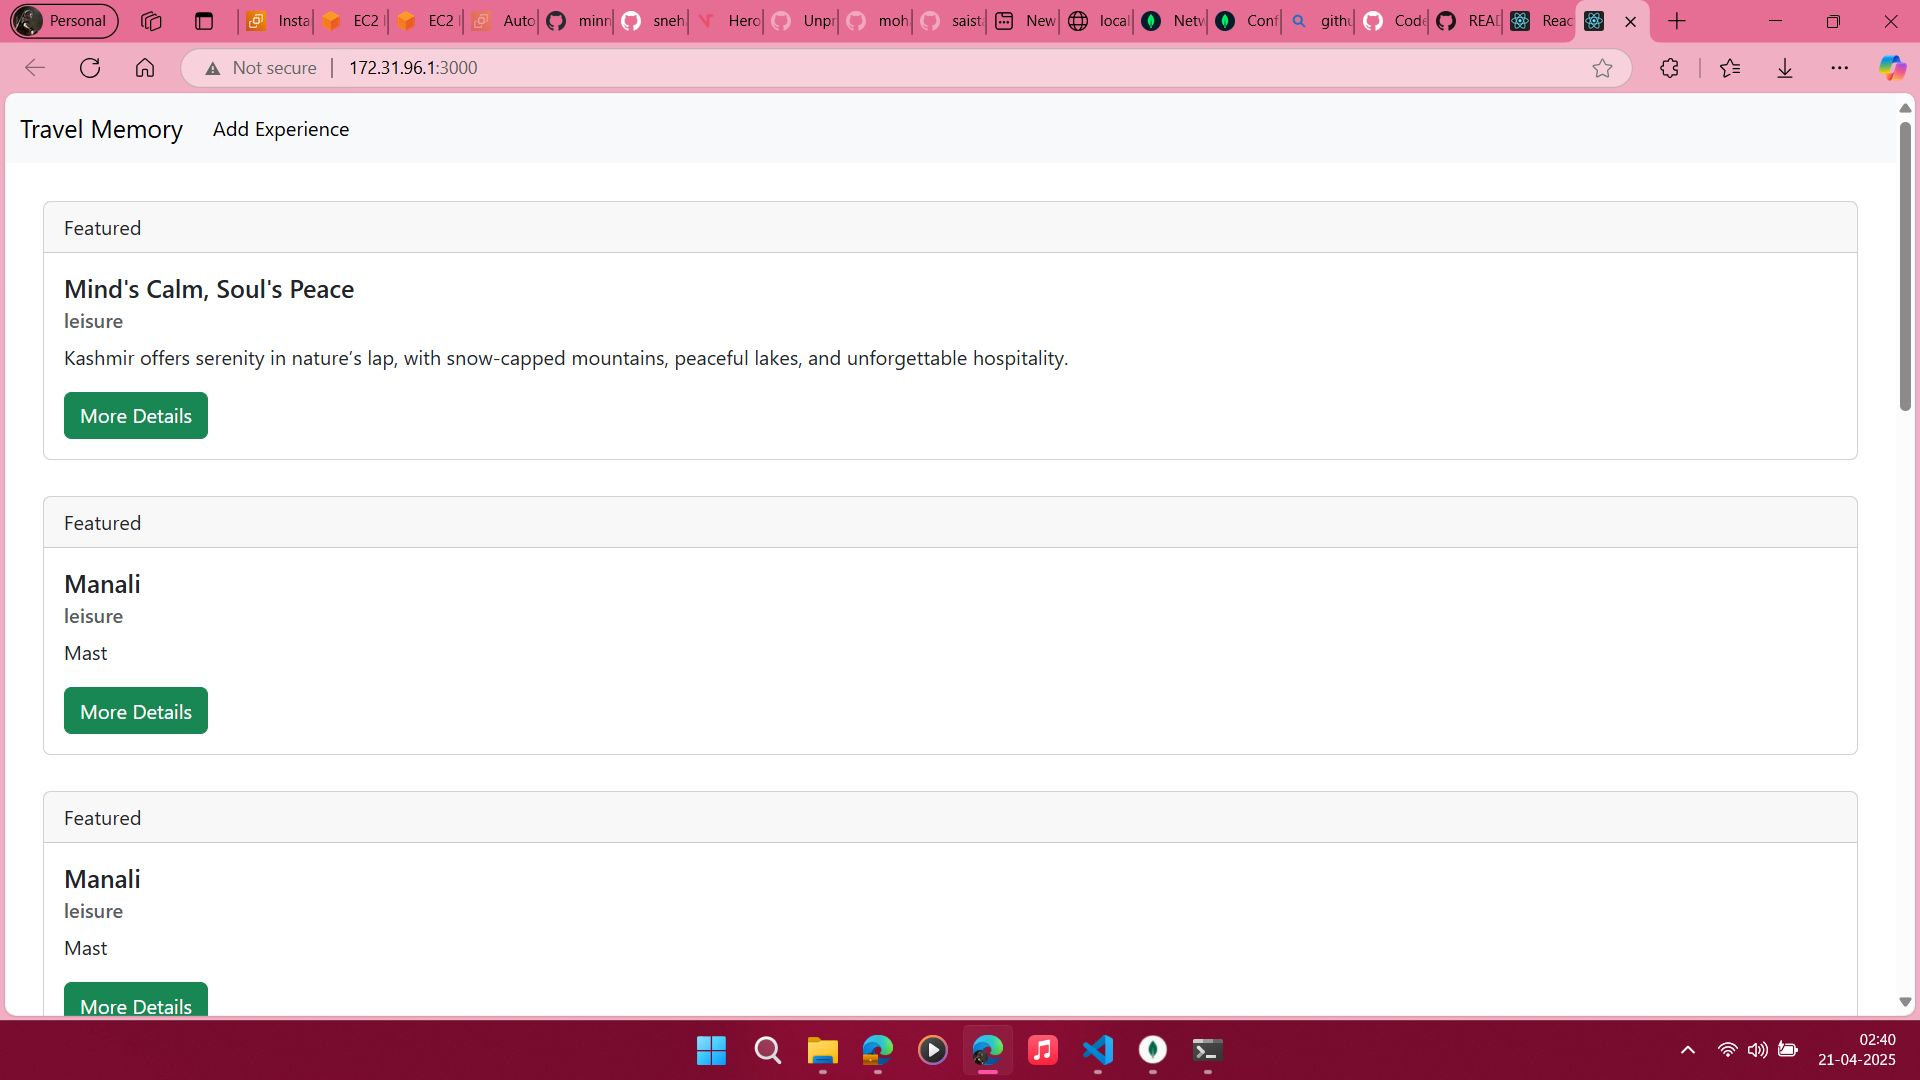 Personal
Insta
EC2 I
EC2 I
Auto
minn
sneh
Hero
Unpr
moh
saist
New
local
Netw
Conf
githu
Code
READ
Reac
Not secure
172.31.96.1:3000
Travel Memory
Add Experience
Featured
Mind's Calm, Soul's Peace
leisure
Kashmir offers serenity in nature’s lap, with snow-capped mountains, peaceful lakes, and unforgettable hospitality.
More Details
Featured
Manali
leisure
Mast
More Details
Featured
Manali
leisure
Mast
More Details
02:40
21-04-2025